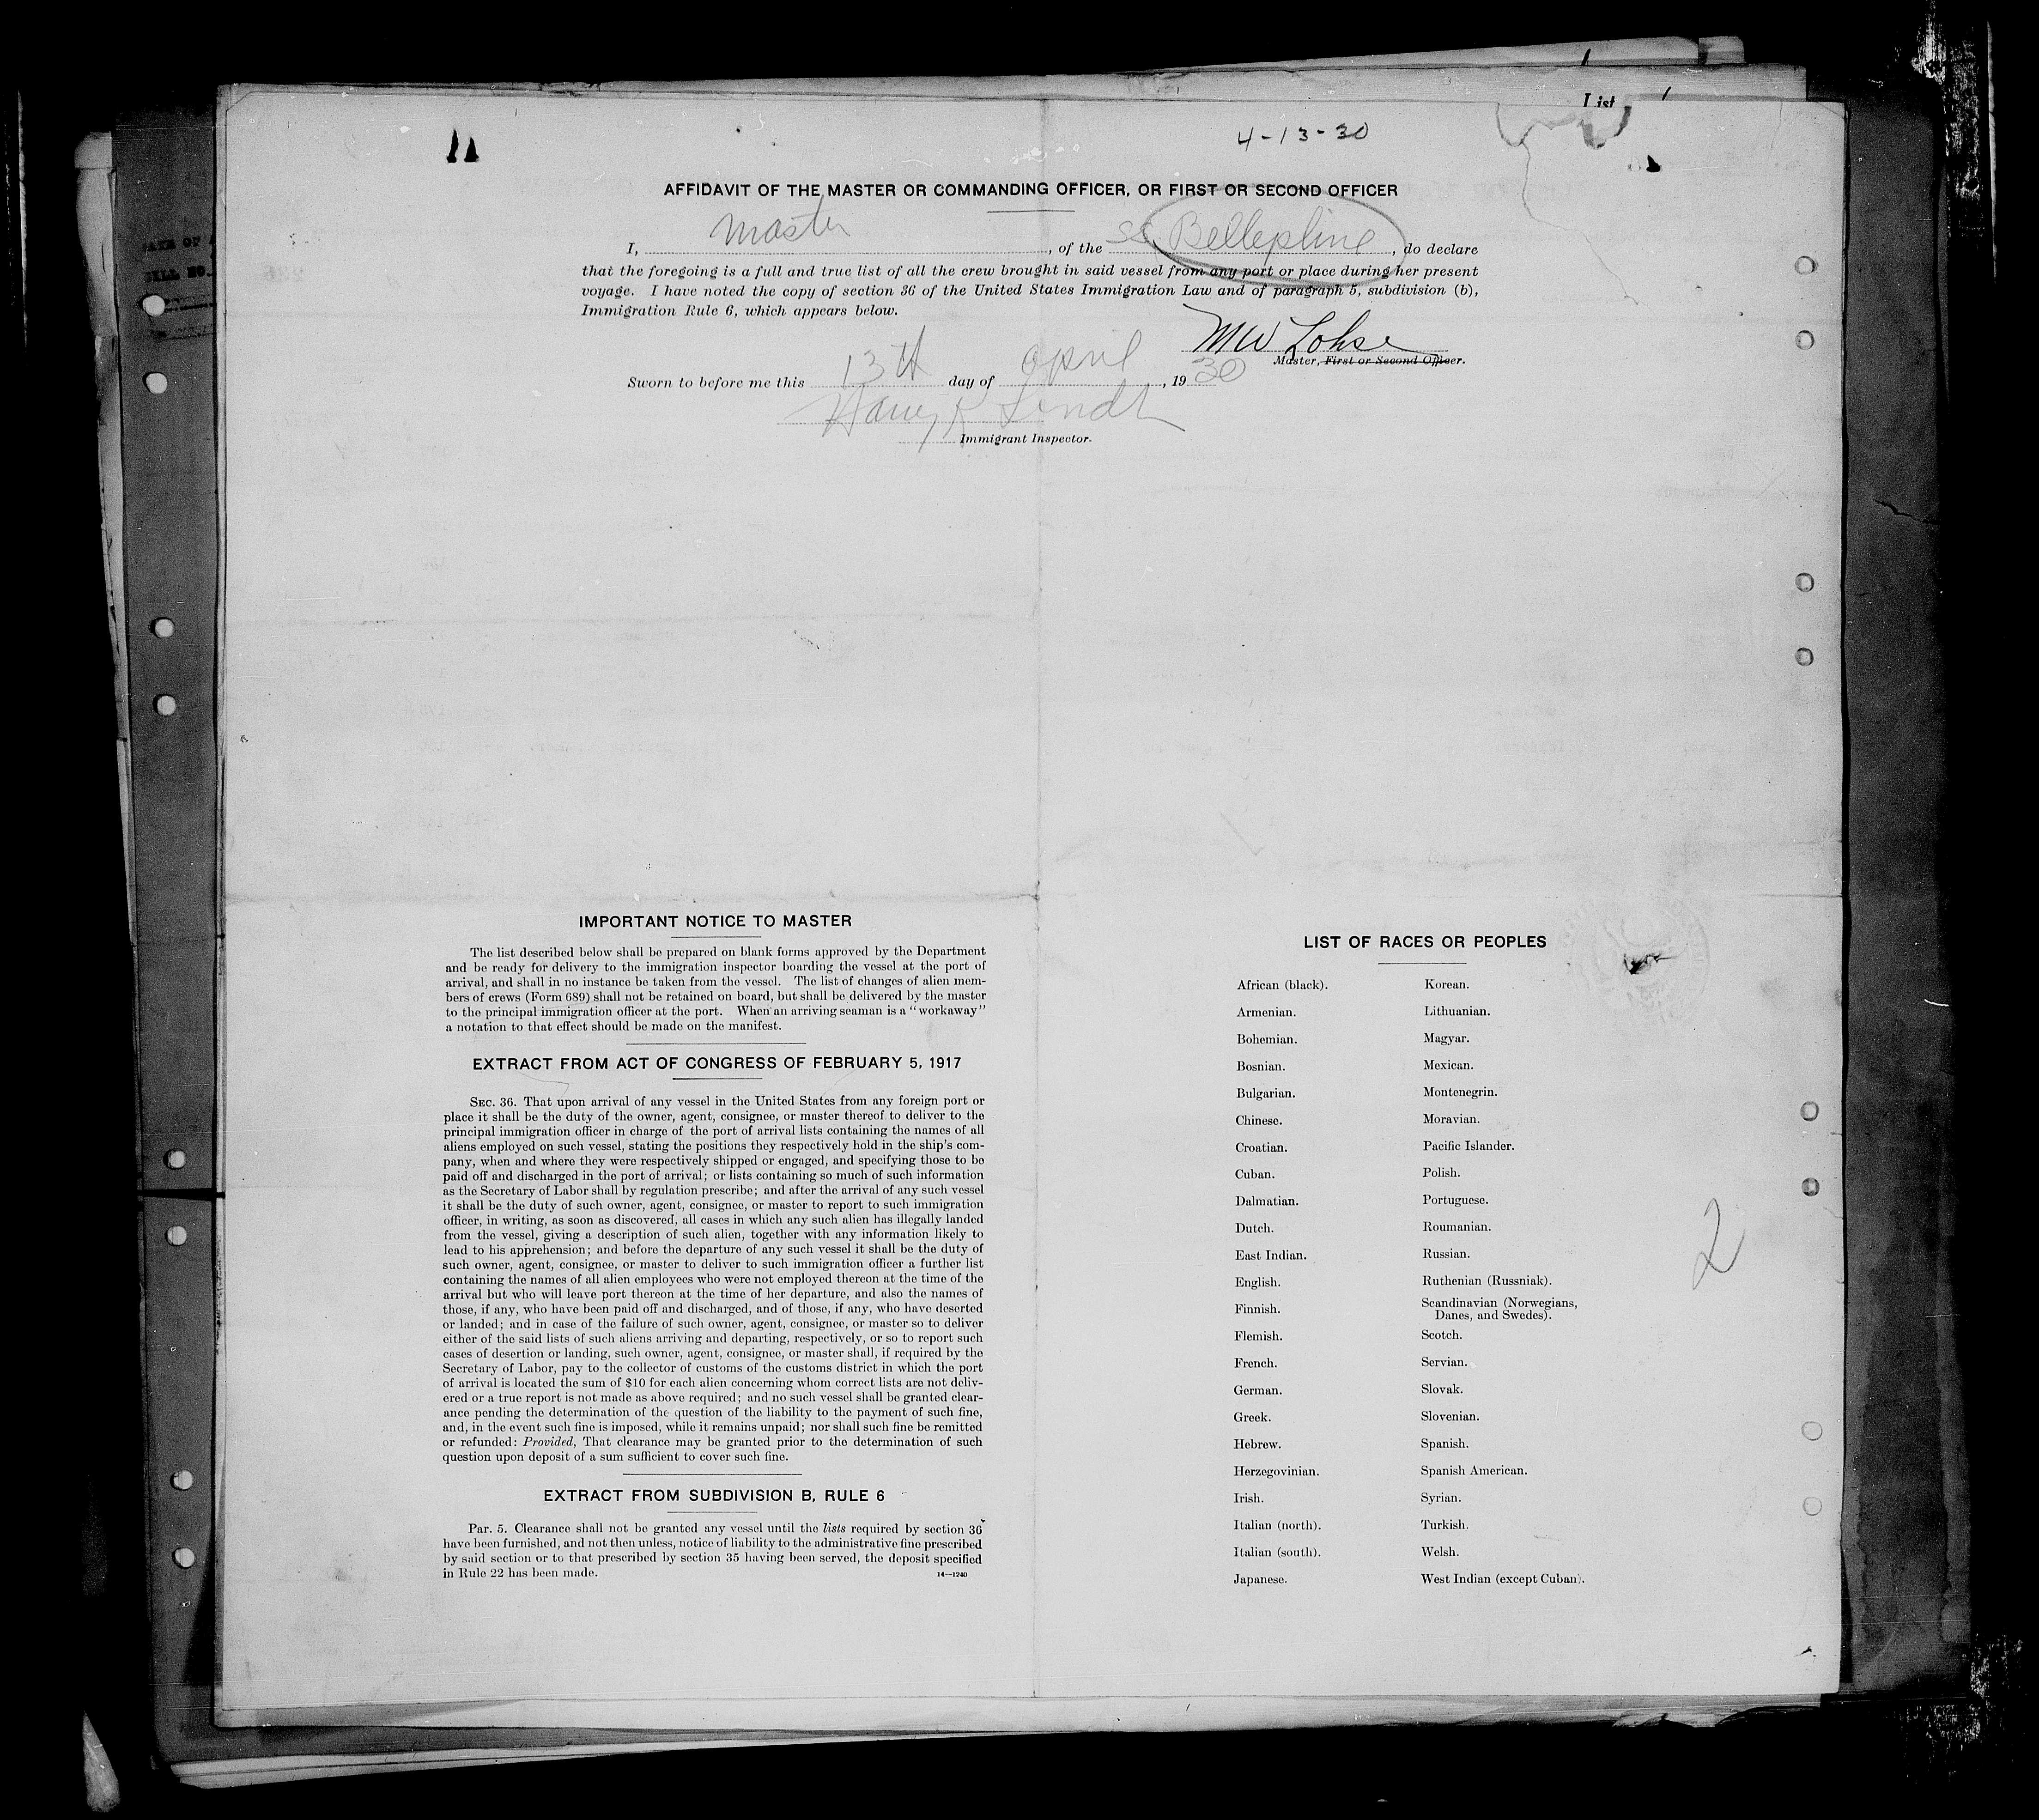 List
4-13-30
AFFIDAVIT OF THE MASTER OR COMMANDING OFFICER, OR FIRST OR SECOND OFFICER
I, Master, of the SS Bellepline, do declare
that the foregoing is a full and true list of all the crew brought in said vessel from any port or place during her present
voyage. I have noted the copy of section 36 of the United States Immigration Law and of paragraph 5, subdivision (b),
Immigration Rule 6, which appears below.
MW Lohse
Master, First or Second Officer.
Sworn to before me this 13th day of April, 1930
Harry R Lindh
Immigrant Inspector.
IMPORTANT NOTICE TO MASTER
The list described below shall be prepared on blank forms approved by the Department
and be ready for delivery to the immigration inspector boarding the vessel at the port of
arrival, and shall in no instance be taken from the vessel. The list of changes of alien mem-
bers of crews (Form 689) shall not be retained on board, but shall be delivered by the master
to the principal immigration officer at the port. When an arriving seaman is a "workaway"
a notation to that effect should be made on the manifest.
EXTRACT FROM ACT OF CONGRESS OF FEBRUARY 5, 1917
SEC. 36. That upon arrival of any vessel in the United States from any foreign port or
place it shall be the duty of the owner, agent, consignee, or master thereof to deliver to the
principal immigration officer in charge of the port of arrival lists containing the names of all
aliens employed on such vessel, stating the positions they respectively hold in the ship's com-
pany, when and where they were respectively shipped or engaged, and specifying those to be
paid off and discharged in the port of arrival; or lists containing so much of such information
as the Secretary of Labor shall by regulation prescribe; and after the arrival of any such vessel
it shall be the duty of such owner, agent, consignee, or master to report to such immigration
officer, in writing, as soon as discovered, all cases in which any such alien has illegally landed
from the vessel, giving a description of such alien, together with any information likely to
lead to his apprehension; and before the departure of any such vessel it shall be the duty of
such owner, agent, consignee, or master to deliver to such immigration officer a further list
containing the names of all alien employees who were not employed thereon at the time of the
arrival but who will leave port thereon at the time of her departure, and also the names of
those, if any, who have been paid off and discharged, and of those, if any, who have deserted
or landed; and in case of the failure of such owner, agent, consignee, or master so to deliver
either of the said lists of such aliens arriving and departing, respectively, or so to report such
cases of desertion or landing, such owner, agent, consignee, or master shall, if required by the
Secretary of Labor, pay to the collector of customs of the customs district in which the port
of arrival is located the sum of $10 for each alien concerning whom correct lists are not deliv-
ered or a true report is not made as above required; and no such vessel shall be granted clear-
ance pending the determination of the question of the liability to the payment of such fine,
and, in the event such fine is imposed, while it remains unpaid; nor shall such fine be remitted
or refunded: Provided, That clearance may be granted prior to the determination of such
question upon deposit of a sum sufficient to cover such fine.
EXTRACT FROM SUBDIVISION B, RULE 6
Par. 5. Clearance shall not be granted any vessel until the lists required by section 36
have been furnished, and not then unless, notice of liability to the administrative fine prescribed
by said section or to that prescribed by section 35 having been served, the deposit specified
in Rule 22 has been made.
14—1240
LIST OF RACES OR PEOPLES
African (black).
Armenian.
Bohemian.
Bosnian.
Bulgarian.
Chinese.
Croatian.
Cuban.
Dalmatian.
Dutch.
East Indian.
English.
Finnish.
Flemish.
French.
German.
Greek.
Hebrew.
Herzegovinian.
Irish.
Italian (north).
Italian (south).
Japanese.
Korean.
Lithuanian.
Magyar.
Mexican.
Montenegrin.
Moravian.
Pacific Islander.
Polish.
Portuguese.
Roumanian.
Russian.
Ruthenian (Russniak).
Scandinavian (Norwegians,
Danes, and Swedes).
Scotch.
Servian.
Slovak.
Slovenian.
Spanish.
Spanish American.
Syrian.
Turkish.
Welsh.
West Indian (except Cuban).
2